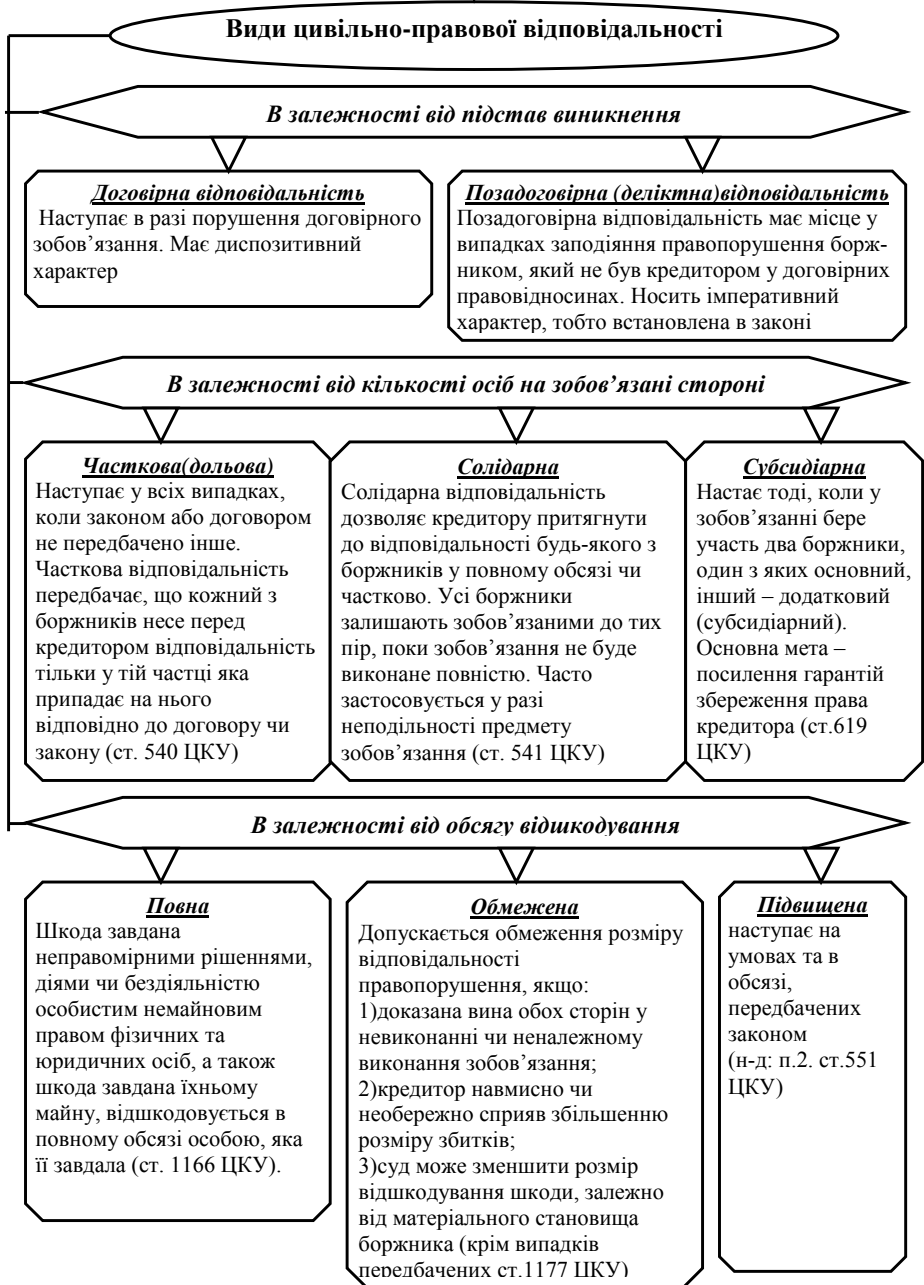 Види цивільно-правової відповідальності
В залежності від підстав виникнення
Договірна відповідальність
Наступає в разі порушення договірного
зобов’язання. Має диспозитивний
характер
Позадоговірна (деліктна)відповідальність
Позадоговірна відповідальність має місце у
випадках заподіяння правопорушення борж-
ником, який не був кредитором у договірних
правовідносинах. Носить імперативний
характер, тобто встановлена в законі
В залежності від кількості осіб на зобов’язані стороні
Часткова(дольова)
Наступає у всіх випадках,
коли законом або договором
не передбачено інше.
Часткова відповідальність
передбачає, що кожний з
боржників несе перед
кредитором відповідальність
тільки у тій частці яка
припадає на нього
відповідно до договору чи
закону (ст. 540 ЦКУ)
Солідарна
Солідарна відповідальність
дозволяє кредитору притягнути
до відповідальності будь-якого з
боржників у повному обсязі чи
частково. Усі боржники
залишають зобов’язаними до тих
пір, поки зобов’язання не буде
виконане повністю. Часто
застосовується у разі
неподільності предмету
зобов’язання (ст. 541 ЦКУ)
Субсидіарна
Настає тоді, коли у
зобов’язанні бере
участь два боржники,
один з яких основний,
інший – додатковий
(субсидіарний).
Основна мета –
посилення гарантій
збереження права
кредитора (ст.619
ЦКУ)
В залежності від обсягу відшкодування
Повна
Шкода завдана
неправомірними рішеннями,
діями чи бездіяльністю
особистим немайновим
правом фізичних та
юридичних осіб, а також
шкода завдана їхньому
майну, відшкодовується в
повному обсязі особою, яка
її завдала (ст. 1166 ЦКУ).
Обмежена
Допускається обмеження розміру
відповідальності
правопорушення, якщо:
1)доказана вина обох сторін у
невиконанні чи неналежному
виконання зобов’язання;
2)кредитор навмисно чи
необережно сприяв збільшенню
розміру збитків;
3)суд може зменшити розмір
відшкодування шкоди, залежно
від матеріального становища
боржника (крім випадків
передбачених ст.1177 ЦКУ)
Підвищена
наступає на
умовах та в
обсязі,
передбачених
законом
(н-д: п.2. ст.551
ЦКУ)